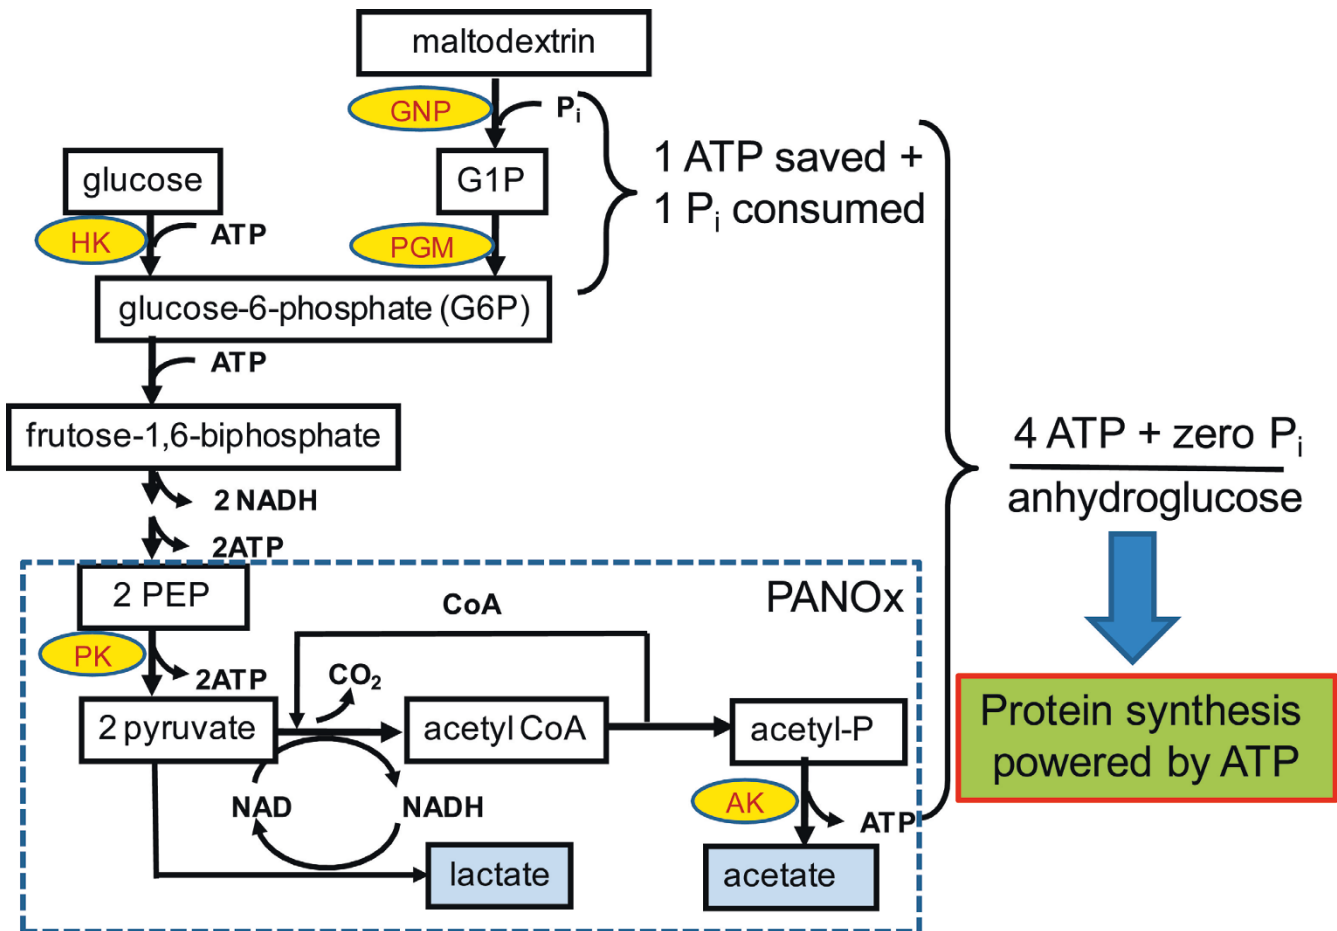 maltodextrin
GNP
Pi
glucose
G1P
1 ATP saved +
1 Pi consumed
HK
ATP
PGM
glucose-6-phosphate (G6P)
ATP
frutose-1,6-biphosphate
4 ATP + zero Pi
anhydroglucose
2 NADH
2ATP
2 PEP
PANOx
CoA
PK
2ATP
CO2
2 pyruvate
acetyl CoA
acetyl-P
Protein synthesis
powered by ATP
NAD
NADH
AK
ATP
lactate
acetate